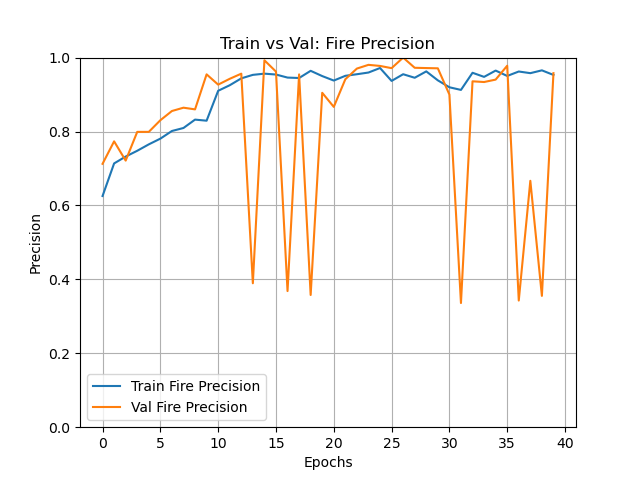 Train vs Val: Fire Precision
1.0
0.8
0.6
0.4
0.2
0.0
Precision
Train Fire Precision
Val Fire Precision
0 5 10 15 20 25 30 35 40
Epochs